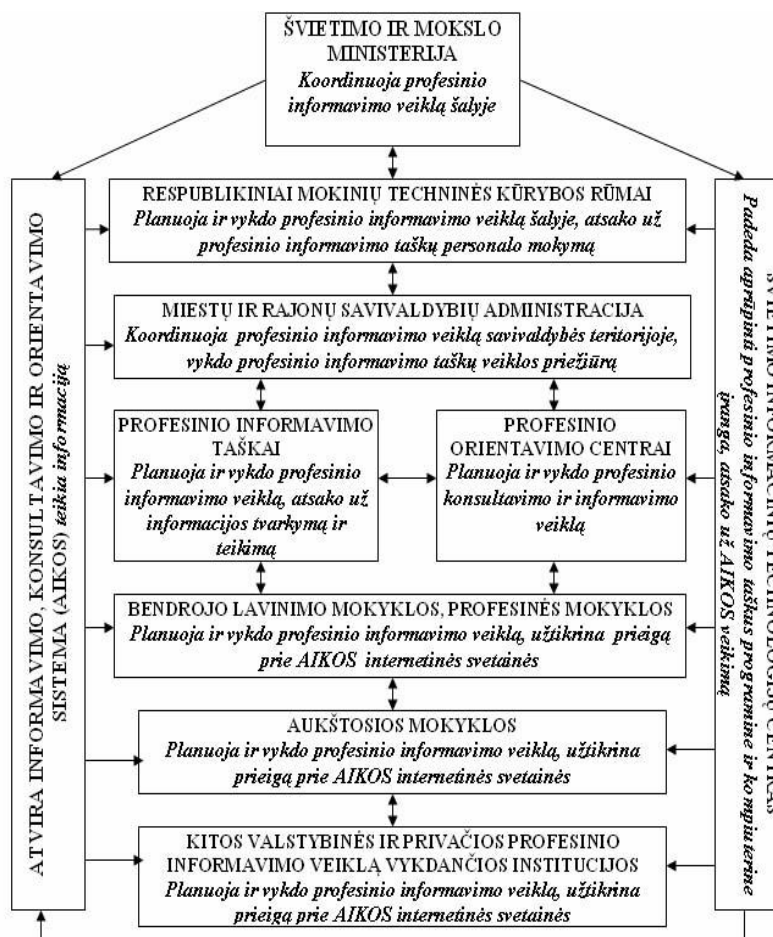 ŠVIETIMO IR MOKSLO
MINISTERIJA
Koordinuoja profesinio
informavimo veiklą šalyje
ATVIRA INFORMAVIMO, KONSULTAVIMO IR ORIENTAVIMO
SISTEMA (AIKOS) teikia informaciją
RESPUBLIKINIAI MOKINIŲ TECHNINĖS KŪRYBOS RŪMAI
Planuoja ir vykdo profesinio informavimo veiklą šalyje, atsako už
profesinio informavimo taškų personalo mokymą
MIESTŲ IR RAJONŲ SAVIVALDYBIŲ ADMINISTRACIJA
Koordinuoja profesinio informavimo veiklą savivaldybės teritorijoje,
vykdo profesinio informavimo taškų veiklos priežiūrą
PROFESINIO INFORMAVIMO
TAŠKAI
Planuoja ir vykdo profesinio
informavimo veiklą, atsako už
informacijos tvarkymą ir
teikimą
PROFESINIO
ORIENTAVIMO CENTRAI
Planuoja ir vykdo profesinio
konsultavimo ir informavimo
veiklą
BENDROJO LAVINIMO MOKYKLOS, PROFESINĖS MOKYKLOS
Planuoja ir vykdo profesinio informavimo veiklą, užtikrina prieigą
prie AIKOS internetinės svetainės
AUKŠTOSIOS MOKYKLOS
Planuoja ir vykdo profesinio informavimo veiklą, užtikrina
prieigą prie AIKOS internetinės svetainės
KITOS VALSTYBINĖS IR PRIVAČIOS PROFESINIO
INFORMAVIMO VEIKLĄ VYKDANČIOS INSTITUCIJOS
Planuoja ir vykdo profesinio informavimo veiklą, užtikrina
prieigą prie AIKOS internetinės svetainės
ŠVIETIMO INFORMACINIŲ TECHNOLOGIJŲ CENTRAS
Padeda aprūpinti profesinio informavimo taškus programine ir kompiuterine
įranga, atsako už AIKOS veikimą